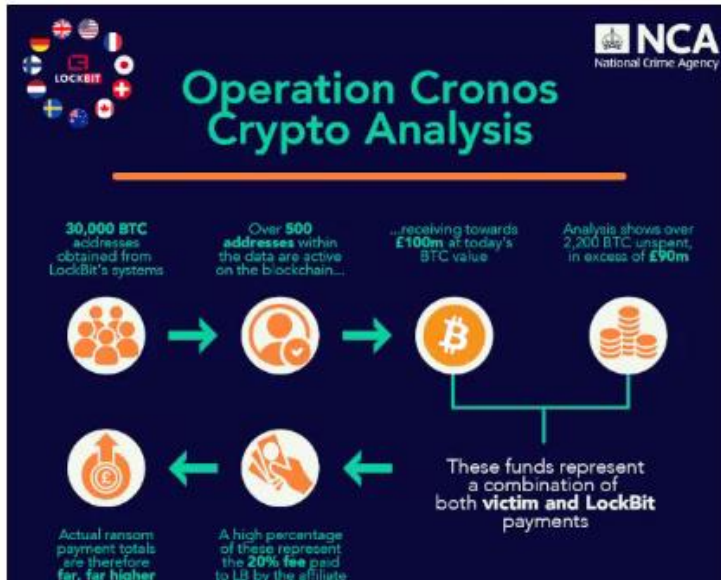 LOCKBIT
NCA
National Crime Agency
Operation Cronos
Crypto Analysis
30,000 BTC
addresses
obtained from
LockBit's systems
Over 500
addresses within
the data are active
on the blockchain...
...receiving towards
£100m at today's
BTC value
Analysis shows over
2,200 BTC unspent,
in excess of £90m
These funds represent
a combination of
both victim and LockBit
payments
A high percentage
of these represent
the 20% fee paid
to LB by the affiliate
Actual ransom
payment totals
are therefore
far, far higher